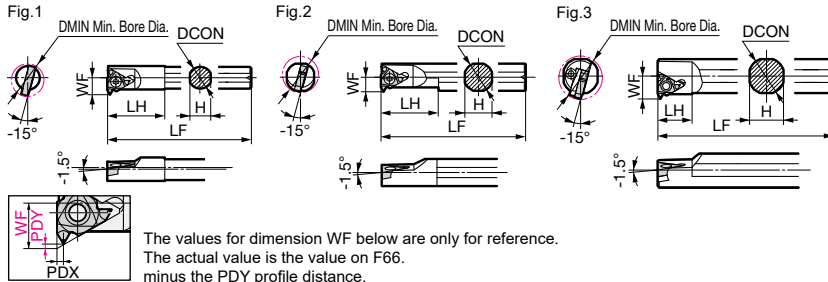 Fig.1
DMIN Min. Bore Dia.
DCON
WF
LH
H
LF
-15°
-1.5°
Fig.2
DMIN Min. Bore Dia.
DCON
WF
LH
H
LF
-15°
-1.5°
Fig.3
DMIN Min. Bore Dia.
DCON
WF
LH
H
LF
-15°
-1.5°
WF
PDY
PDX
The values for dimension WF below are only for reference.
The actual value is the value on F66.
minus the PDY profile distance.